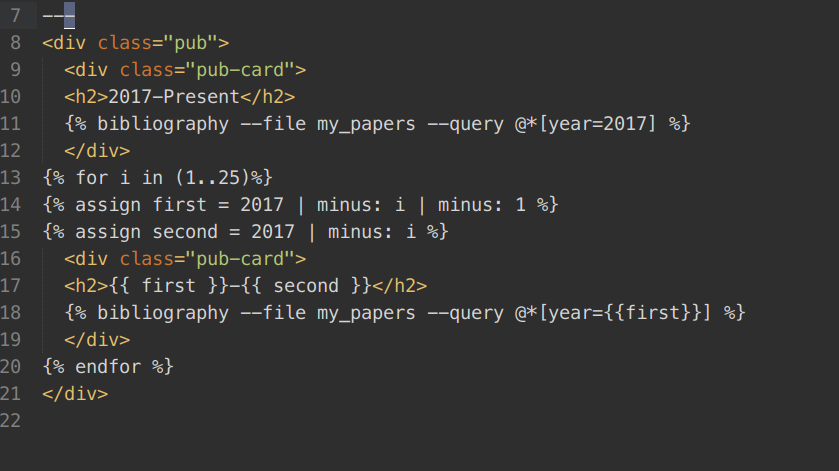 7 ---
8 <div class="pub">
9   <div class="pub-card">
10   <h2>2017-Present</h2>
11   {% bibliography --file my_papers --query @*[year=2017] %}
12   </div>
13 {% for i in (1..25)%}
14 {% assign first = 2017 | minus: i | minus: 1 %}
15 {% assign second = 2017 | minus: i %}
16   <div class="pub-card">
17   <h2>{{ first }}-{{ second }}</h2>
18   {% bibliography --file my_papers --query @*[year={{first}}] %}
19   </div>
20 {% endfor %}
21 </div>
22